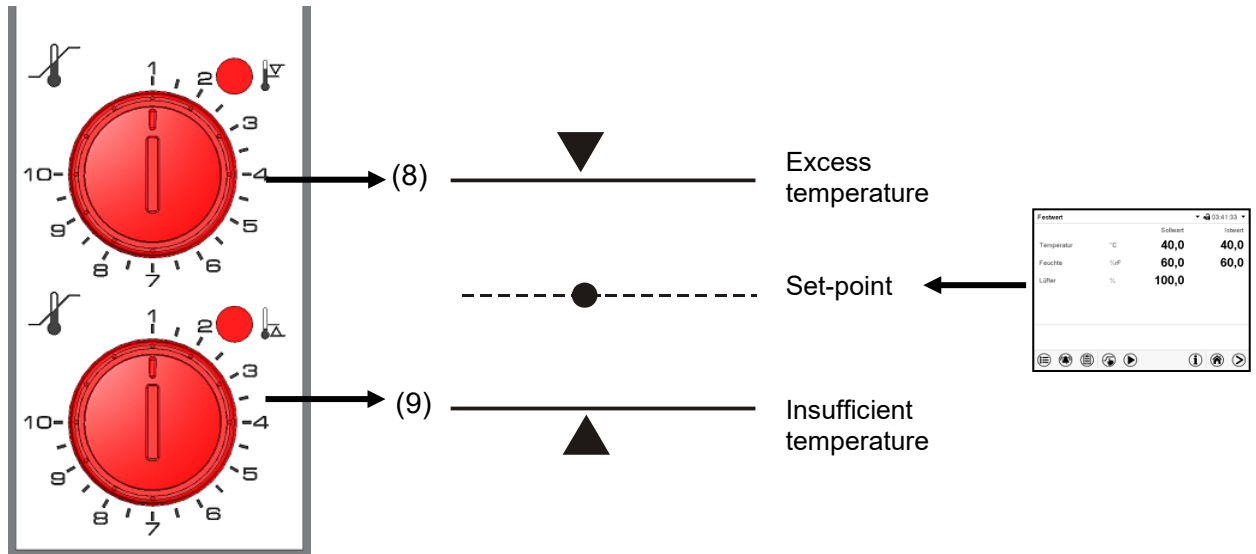 1
2
3
4
5
6
7
8
9
10
(8)
Excess
temperature
Set-point
1
2
3
4
5
6
7
8
9
10
(9)
Insufficient
temperature
Festwert 03:41:33
Sollwert Istwert
Temperatur °C 40,0 40,0
Feuchte %rF 60,0 60,0
Lüfter % 100,0